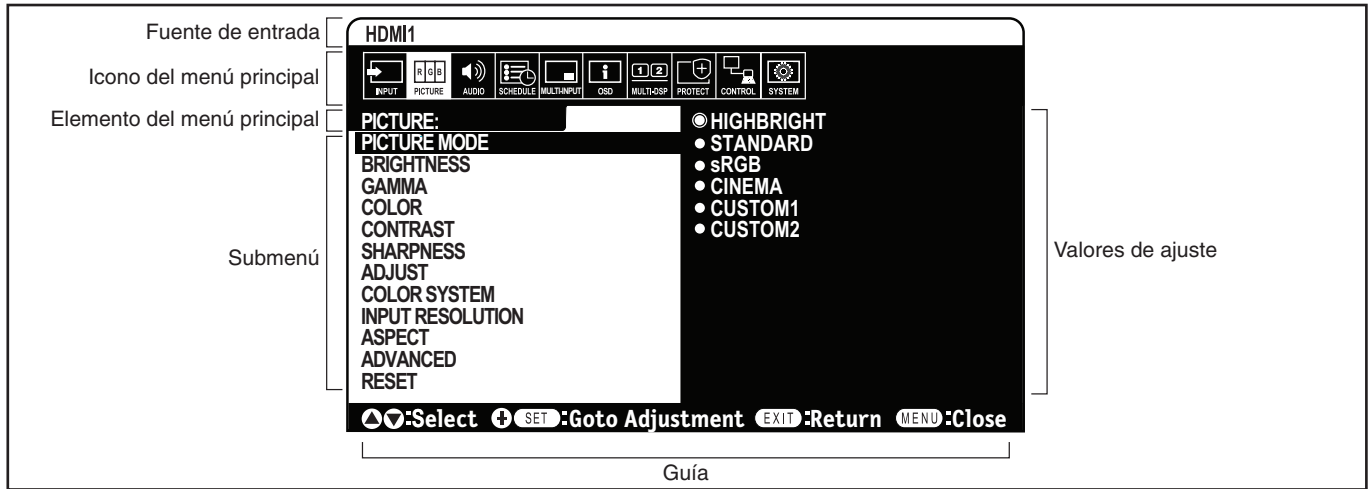 Fuente de entrada
HDMI1
Icono del menú principal
INPUT PICTURE AUDIO SCHEDULE MULTI-INPUT OSD MULTI-DSP PROTECT CONTROL SYSTEM
R G B
i
1 2
Elemento del menú principal
PICTURE:
Submenú
PICTURE MODE
BRIGHTNESS
GAMMA
COLOR
CONTRAST
SHARPNESS
ADJUST
COLOR SYSTEM
INPUT RESOLUTION
ASPECT
ADVANCED
RESET
HIGHBRIGHT
STANDARD
sRGB
CINEMA
CUSTOM1
CUSTOM2
Valores de ajuste
:Select SET :Goto Adjustment EXIT :Return MENU :Close
Guía